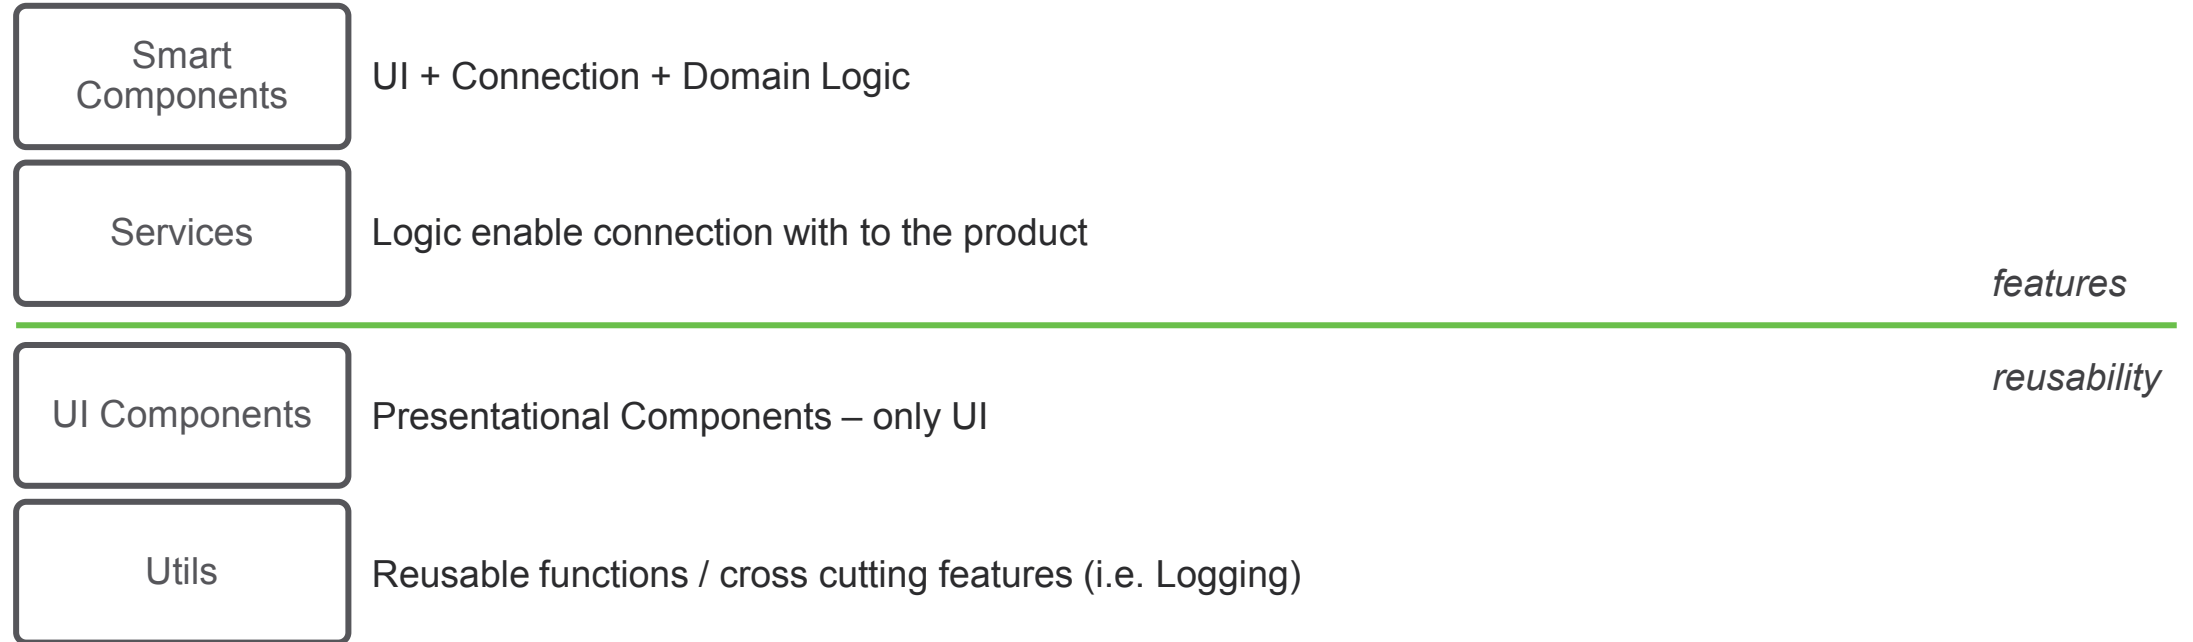 Smart
Components
UI + Connection + Domain Logic
Services
Logic enable connection with to the product
features
reusability
UI Components
Presentational Components – only UI
Utils
Reusable functions / cross cutting features (i.e. Logging)